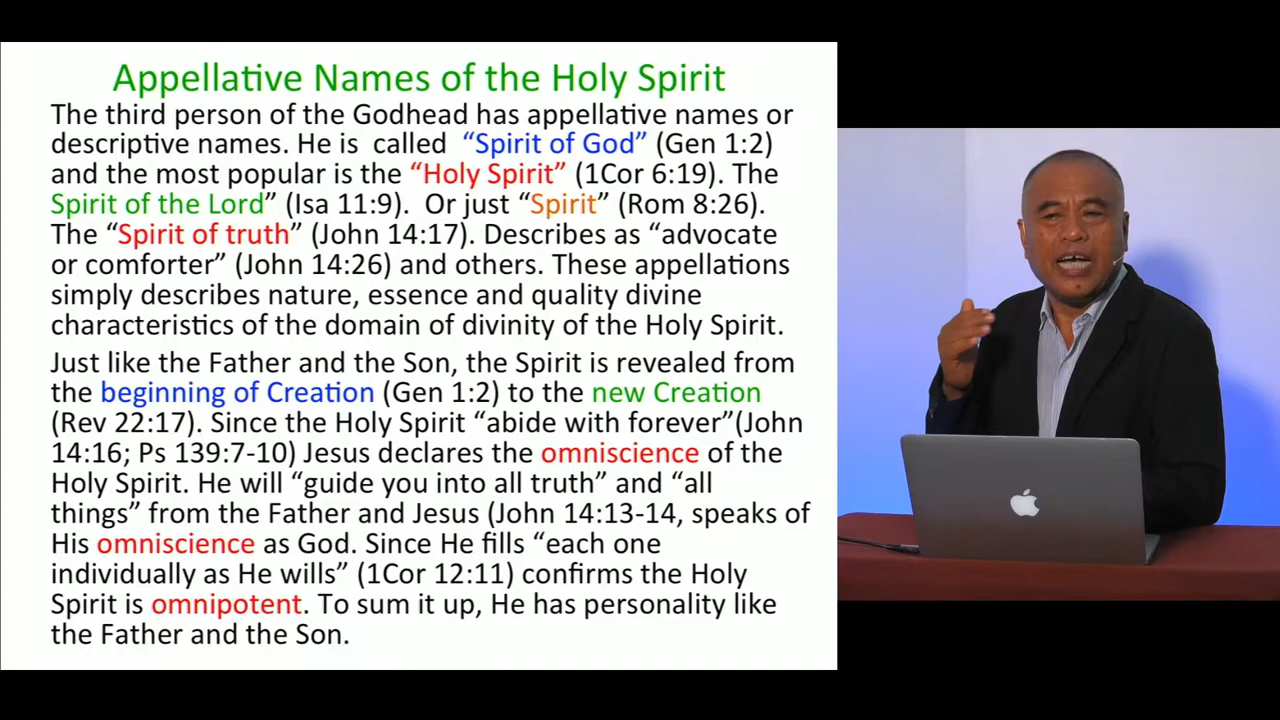 Appellative Names of the Holy Spirit
The third person of the Godhead has appellative names or
descriptive names. He is called “Spirit of God” (Gen 1:2)
and the most popular is the “Holy Spirit” (1Cor 6:19). The
Spirit of the Lord” (Isa 11:9). Or just “Spirit” (Rom 8:26).
The “Spirit of truth” (John 14:17). Describes as “advocate
or comforter” (John 14:26) and others. These appellations
simply describes nature, essence and quality divine
characteristics of the domain of divinity of the Holy Spirit.
Just like the Father and the Son, the Spirit is revealed from
the beginning of Creation (Gen 1:2) to the new Creation
(Rev 22:17). Since the Holy Spirit “abide with forever”(John
14:16; Ps 139:7-10) Jesus declares the omniscience of the
Holy Spirit. He will “guide you into all truth” and “all
things” from the Father and Jesus (John 14:13-14, speaks of
His omniscience as God. Since He fills “each one
individually as He wills” (1Cor 12:11) confirms the Holy
Spirit is omnipotent. To sum it up, He has personality like
the Father and the Son.